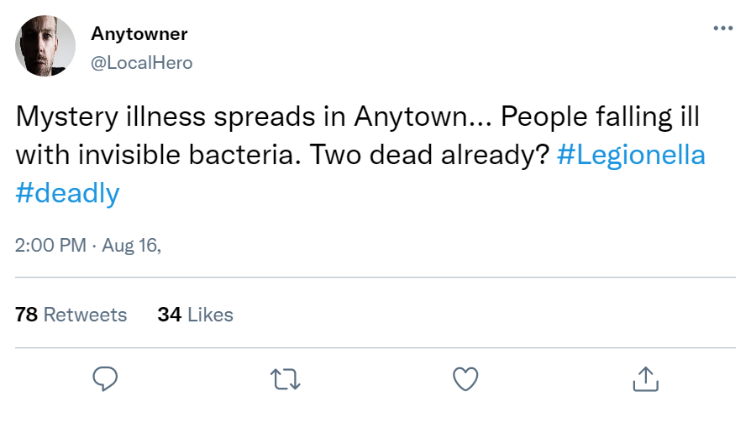 Anytowner
@LocalHero
Mystery illness spreads in Anytown... People falling ill
with invisible bacteria. Two dead already? #Legionella
#deadly
2:00 PM · Aug 16,
78 Retweets 34 Likes